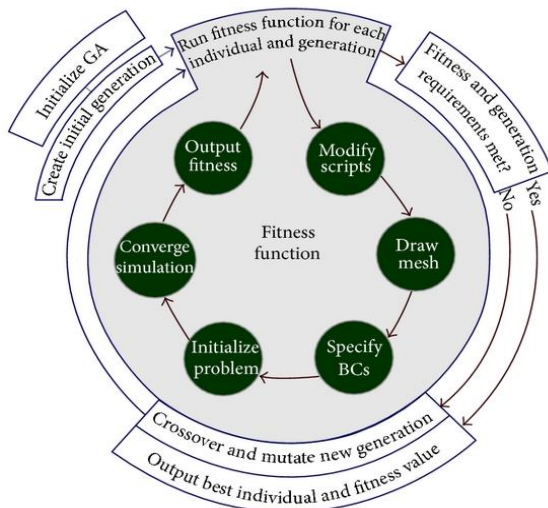 Initialize GA
Create initial generation
Run fitness function for each
individual and generation
Fitness and generation
requirements met?
No
Yes
Output
fitness
Modify
scripts
Converge
simulation
Fitness
function
Draw
mesh
Initialize
problem
Specify
BCs
Crossover and mutate new generation
Output best individual and fitness value